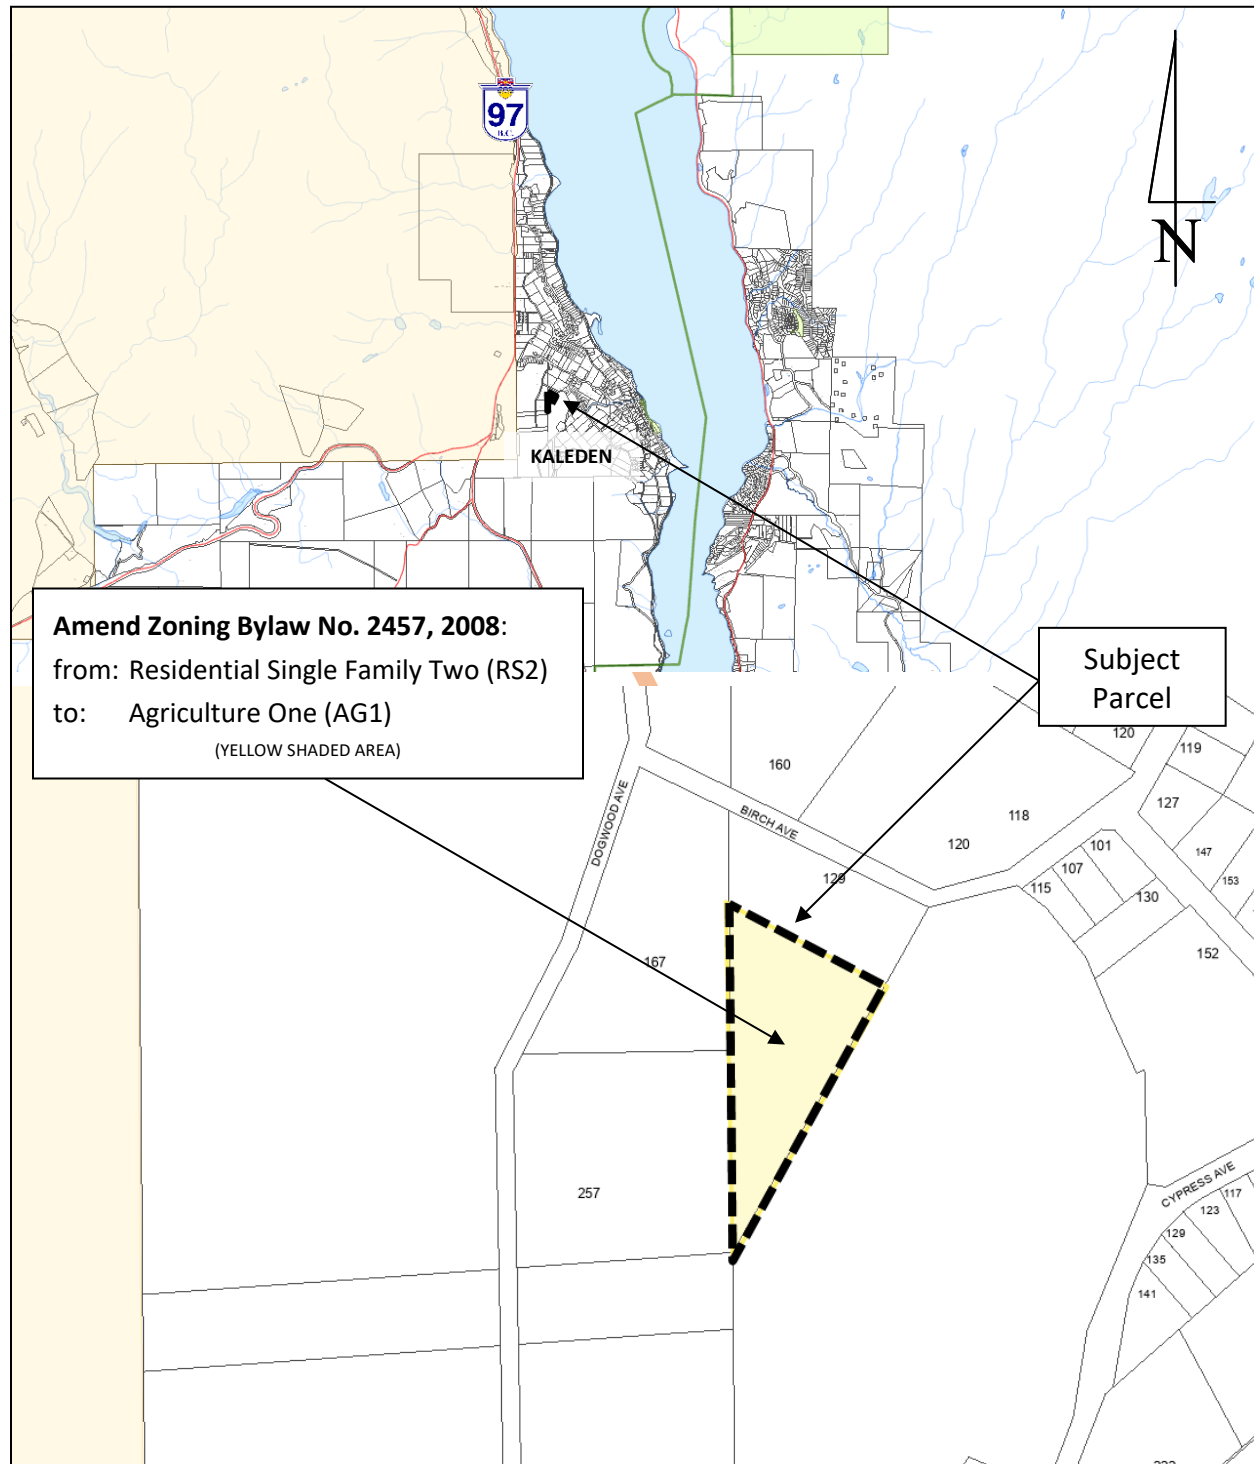 97
B.C.
N
KALEDEN
Amend Zoning Bylaw No. 2457, 2008:
from: Residential Single Family Two (RS2)
to: Agriculture One (AG1)
(YELLOW SHADED AREA)
Subject
Parcel
160
120
119
127
118
120
147
153
101
107
115
130
152
129
DOGWOOD AVE
BIRCH AVE
167
257
CYPRESS AVE
117
123
129
135
141